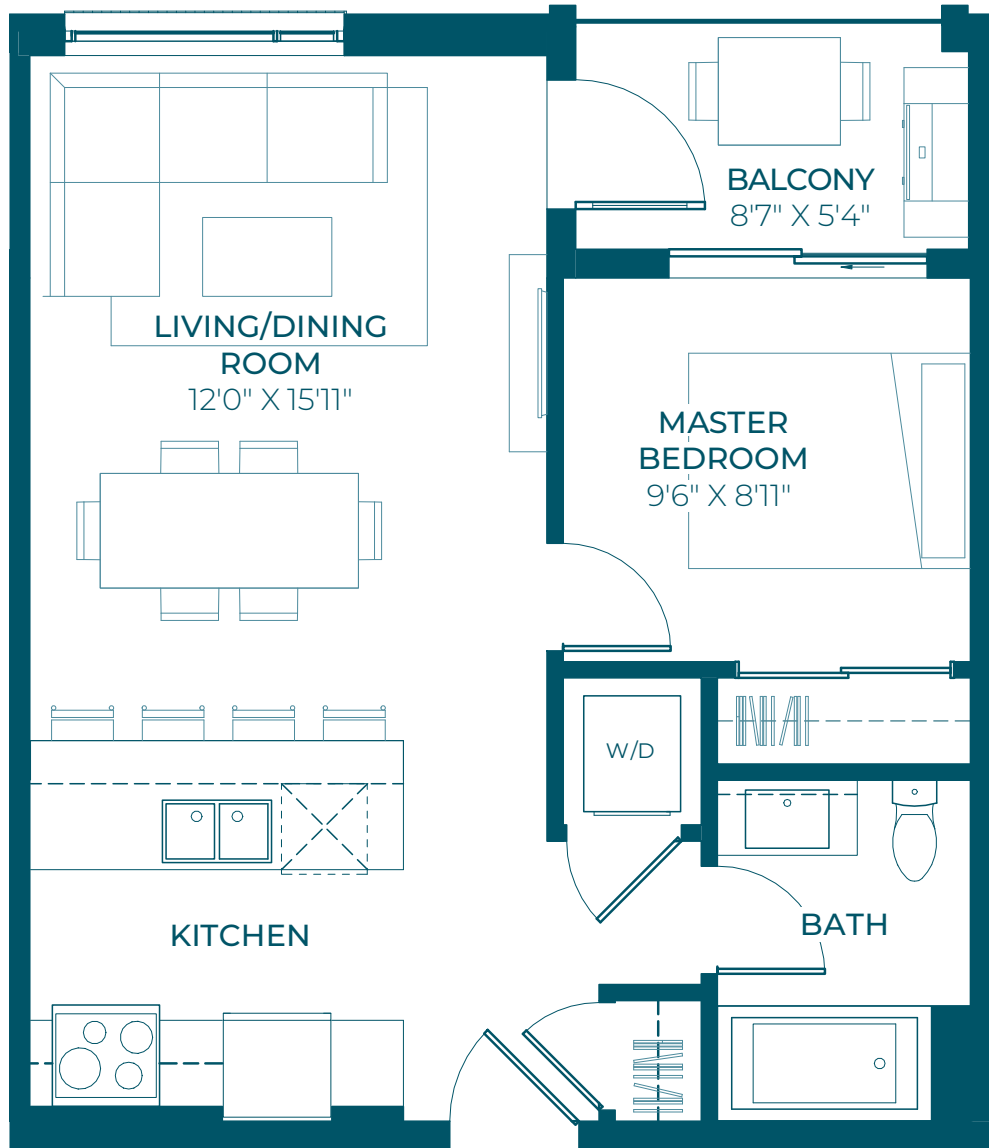 BALCONY
8'7" X 5'4"
LIVING/DINING
ROOM
12'0" X 15'11"
MASTER
BEDROOM
9'6" X 8'11"
W/D
KITCHEN
BATH